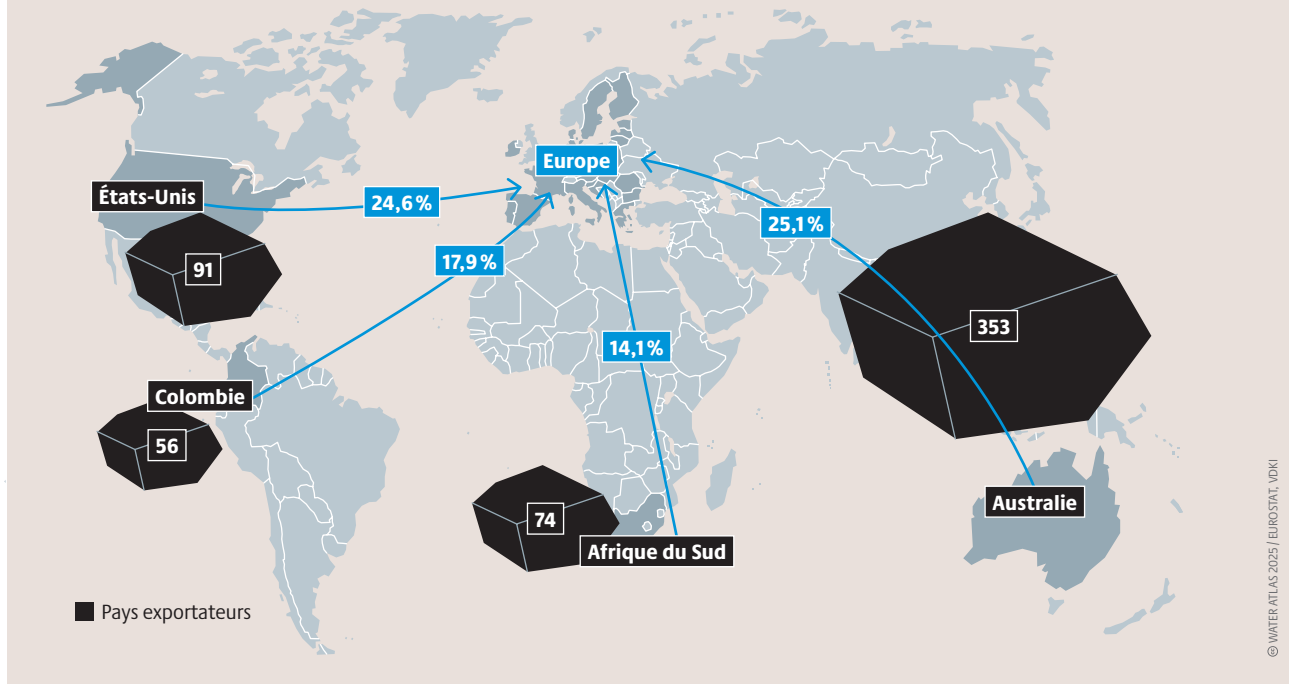 Europe
États-Unis
24,6 %
25,1 %
17,9 %
91
353
14,1 %
Colombie
56
74
Australie
Afrique du Sud
Pays exportateurs
© WATER ATLAS 2025 / EUROSTAT, VDKI